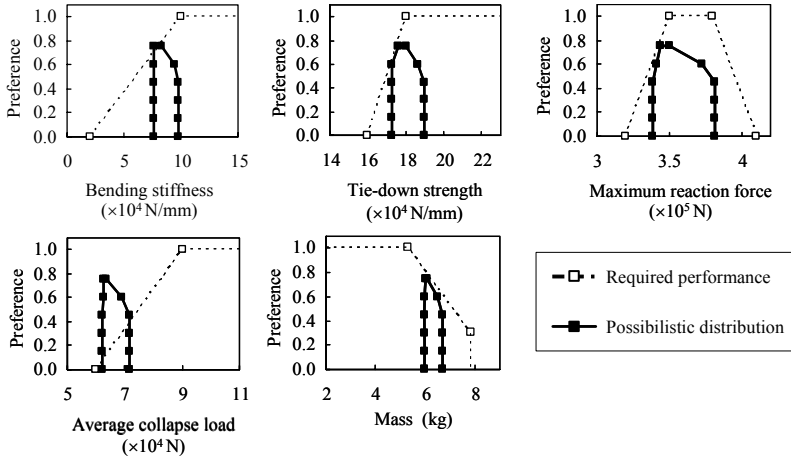 Preference
1.0
0.8
0.6
0.4
0.2
0.0
0 5 10 15
Bending stiffness
(×10⁴ N/mm)
Preference
1.0
0.8
0.6
0.4
0.2
0.0
14 16 18 20 22
Tie-down strength
(×10⁴ N/mm)
Preference
1.0
0.8
0.6
0.4
0.2
0.0
3 3.5 4
Maximum reaction force
(×10⁵ N)
Preference
1.0
0.8
0.6
0.4
0.2
0.0
5 7 9 11
Average collapse load
(×10⁴ N)
Preference
1.0
0.8
0.6
0.4
0.2
0.0
2 4 6 8
Mass (kg)
Required performance
Possibilistic distribution